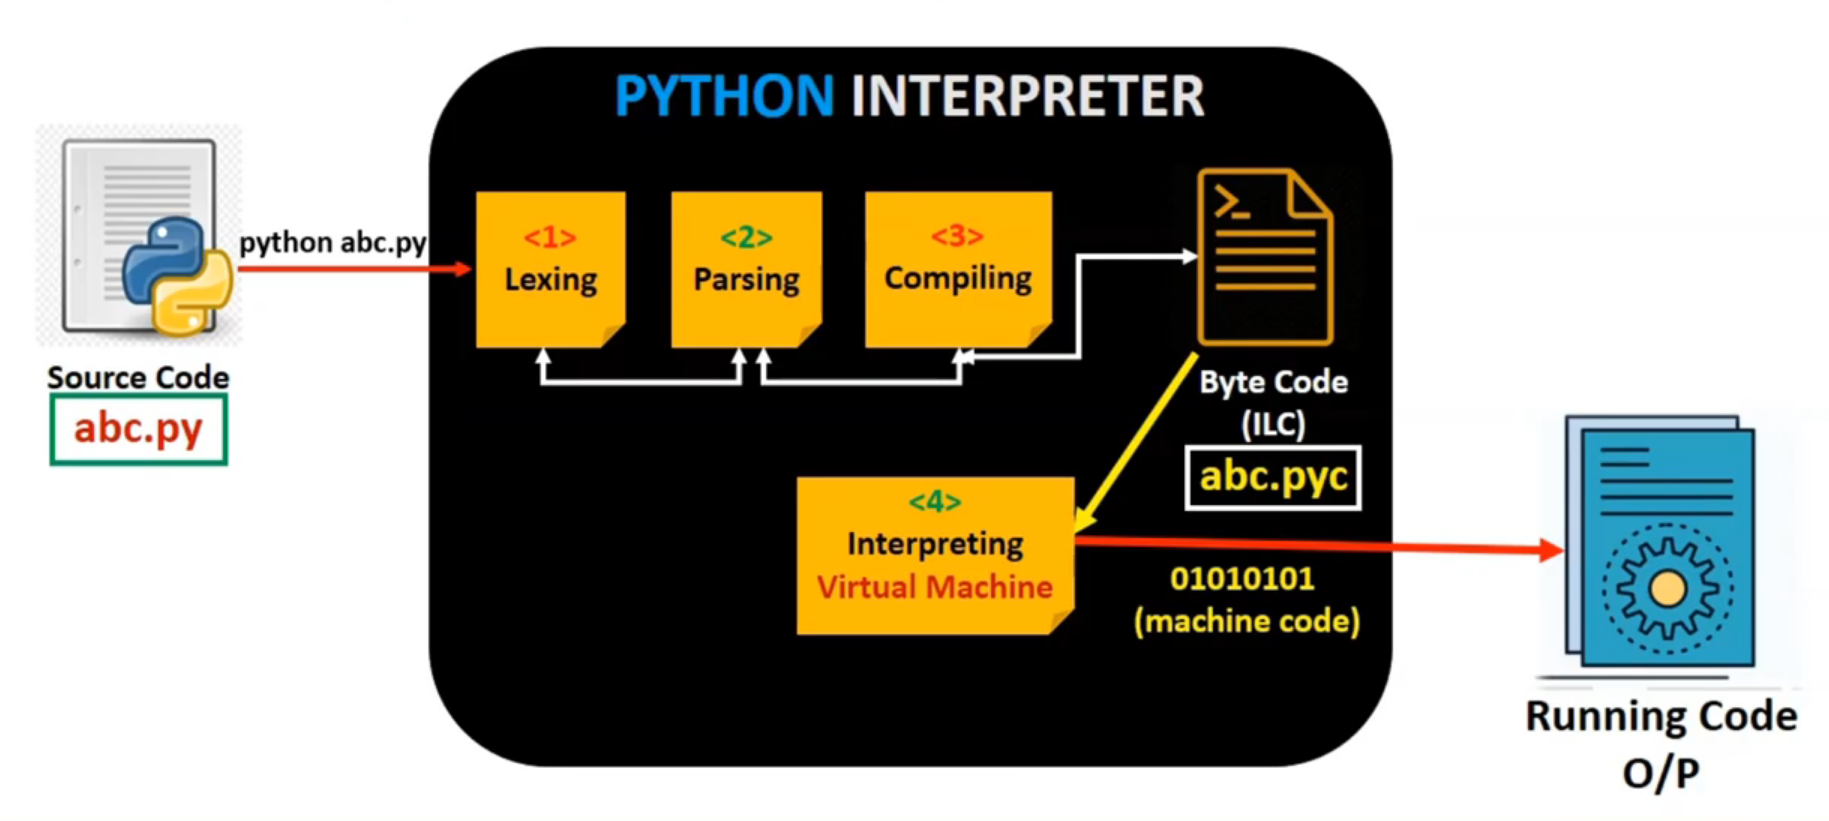 PYTHON INTERPRETER
python abc.py
<1>
Lexing
<2>
Parsing
<3>
Compiling
Source Code
abc.py
Byte Code
(ILC)
abc.pyc
<4>
Interpreting
Virtual Machine
01010101
(machine code)
Running Code
O/P